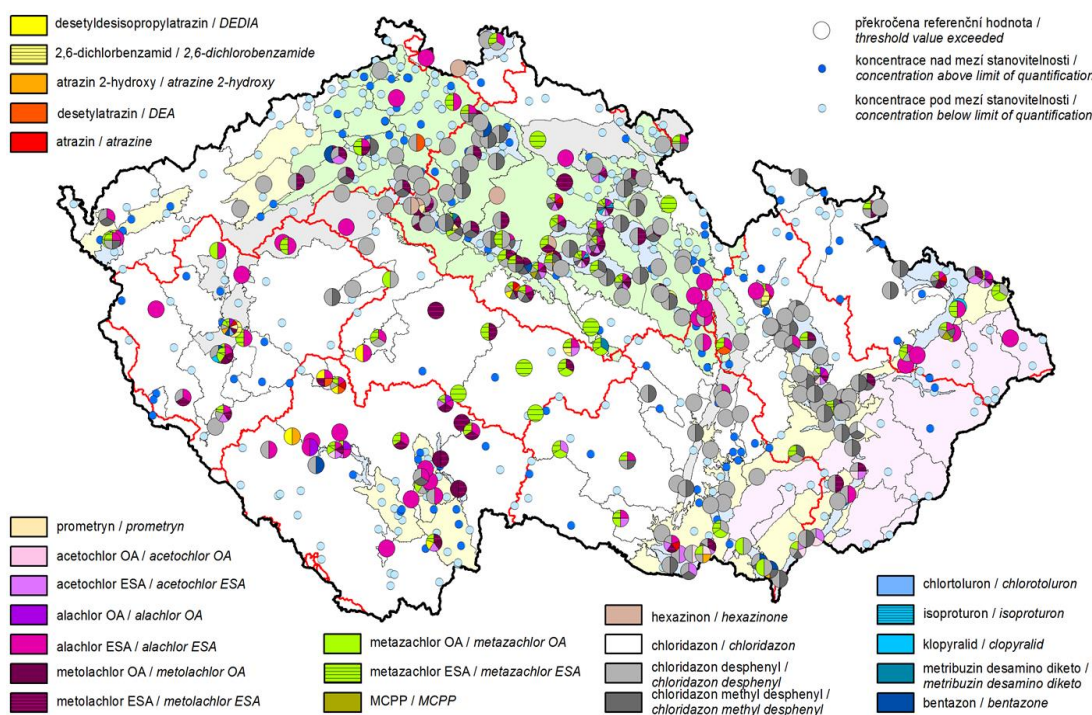 desetyldesisopropylatrazin / DEDIA
2,6-dichlorbenzamid / 2,6-dichlorobenzamide
atrazin 2-hydroxy / atrazine 2-hydroxy
desetylatrazin / DEA
atrazin / atrazine
překročena referenční hodnota /
threshold value exceeded
koncentrace nad mezí stanovitelnosti /
concentration above limit of quantification
koncentrace pod mezí stanovitelnosti /
concentration below limit of quantification
prometryn / prometryn
acetochlor OA / acetochlor OA
acetochlor ESA / acetochlor ESA
alachlor OA / alachlor OA
alachlor ESA / alachlor ESA
metolachlor OA / metolachlor OA
metolachlor ESA / metolachlor ESA
metazachlor OA / metazachlor OA
metazachlor ESA / metazachlor ESA
MCPP / MCPP
hexazinon / hexazinone
chloridazon / chloridazon
chloridazon desphenyl /
chloridazon desphenyl
chloridazon methyl desphenyl /
chloridazon methyl desphenyl
chlortoluron / chlorotoluron
isoproturon / isoproturon
klopyralid / clopyralid
metribuzin desamino diketo /
metribuzin desamino diketo
bentazon / bentazone